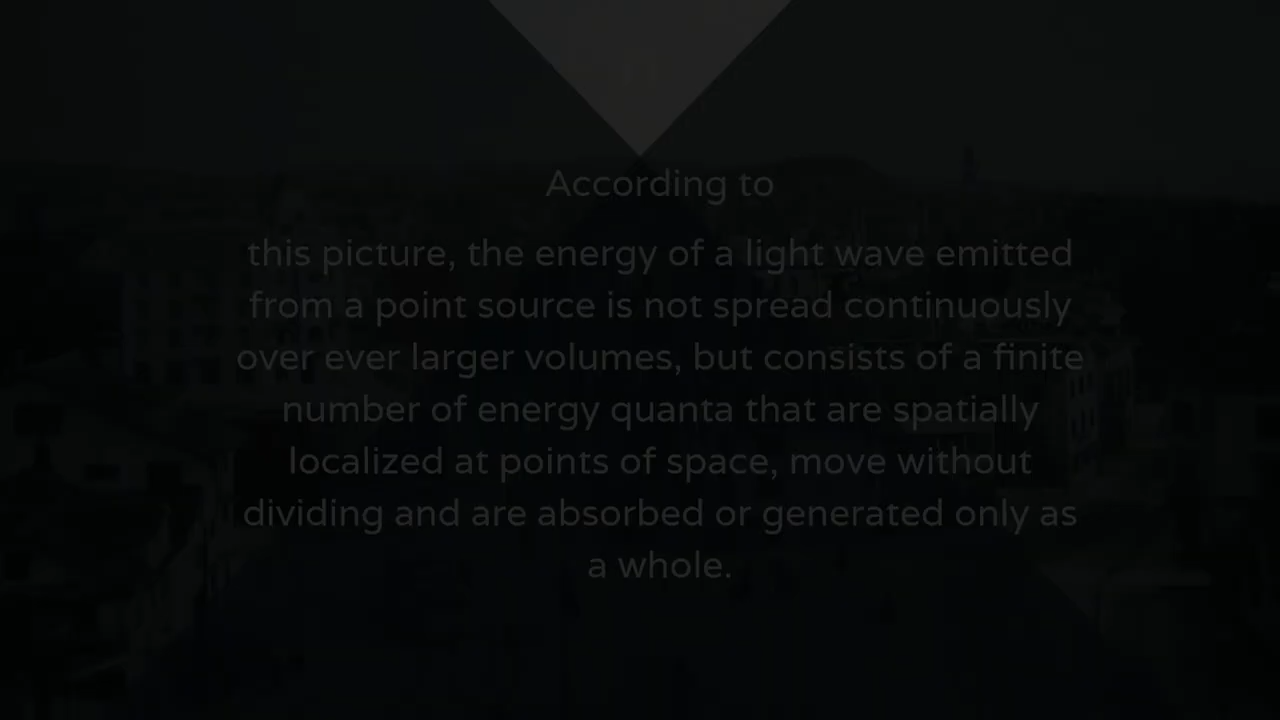 According to
this picture, the energy of a light wave emitted
from a point source is not spread continuously
over ever larger volumes, but consists of a finite
number of energy quanta that are spatially
localized at points of space, move without
dividing and are absorbed or generated only as
a whole.